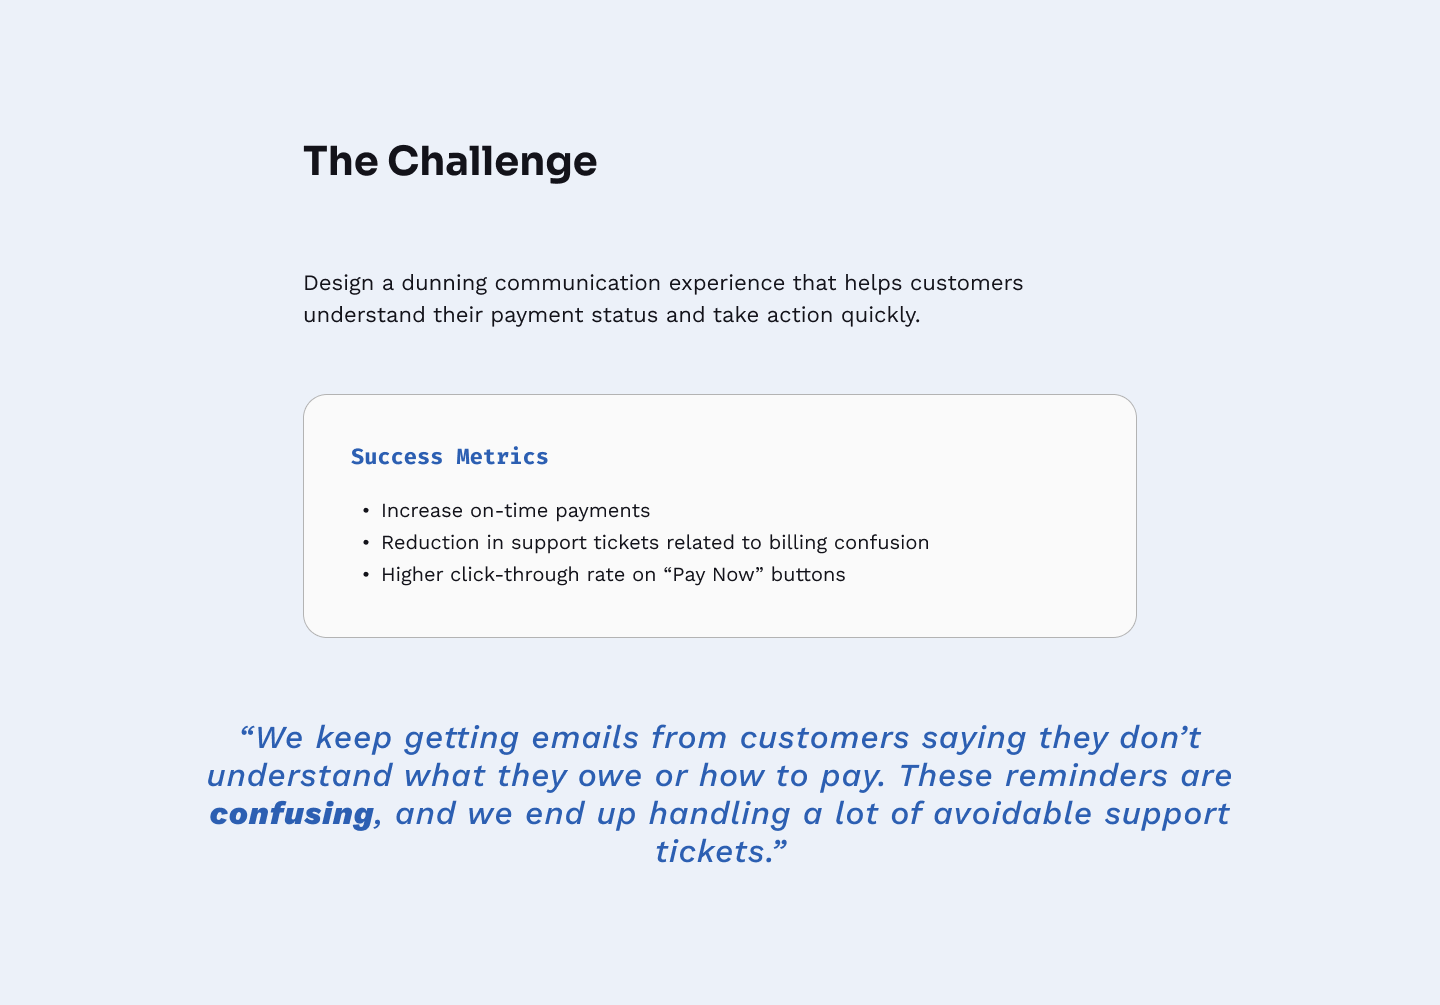 The Challenge
Design a dunning communication experience that helps customers
understand their payment status and take action quickly.
Success Metrics
• Increase on-time payments
• Reduction in support tickets related to billing confusion
• Higher click-through rate on “Pay Now” buttons
“We keep getting emails from customers saying they don’t
understand what they owe or how to pay. These reminders are
confusing, and we end up handling a lot of avoidable support
tickets.”